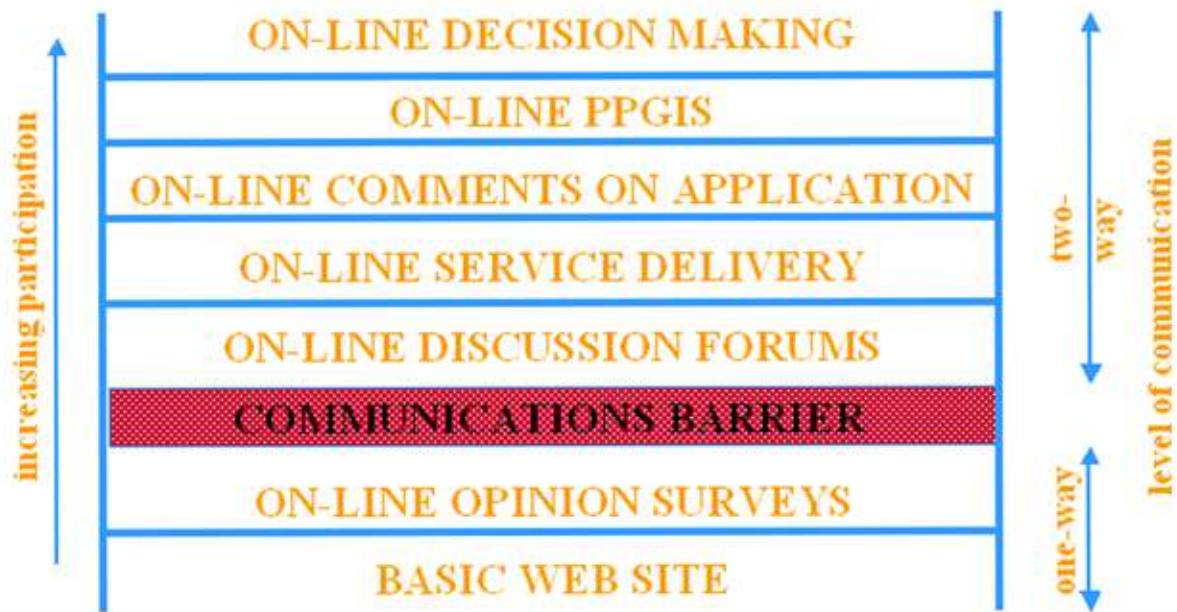 ON-LINE DECISION MAKING
ON-LINE PPGIS
ON-LINE COMMENTS ON APPLICATION
ON-LINE SERVICE DELIVERY
ON-LINE DISCUSSION FORUMS
COMMUNICATIONS BARRIER
ON-LINE OPINION SURVEYS
BASIC WEB SITE
increasing participation
two-
way
one-way
level of communication